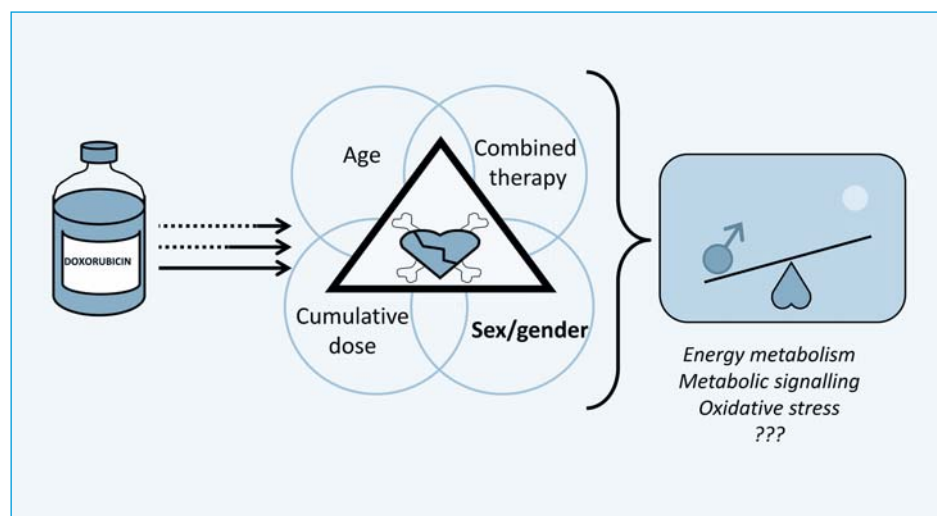 DOXORUBICIN
Age
Combined
therapy
Cumulative
dose
Sex/gender
Energy metabolism
Metabolic signalling
Oxidative stress
???